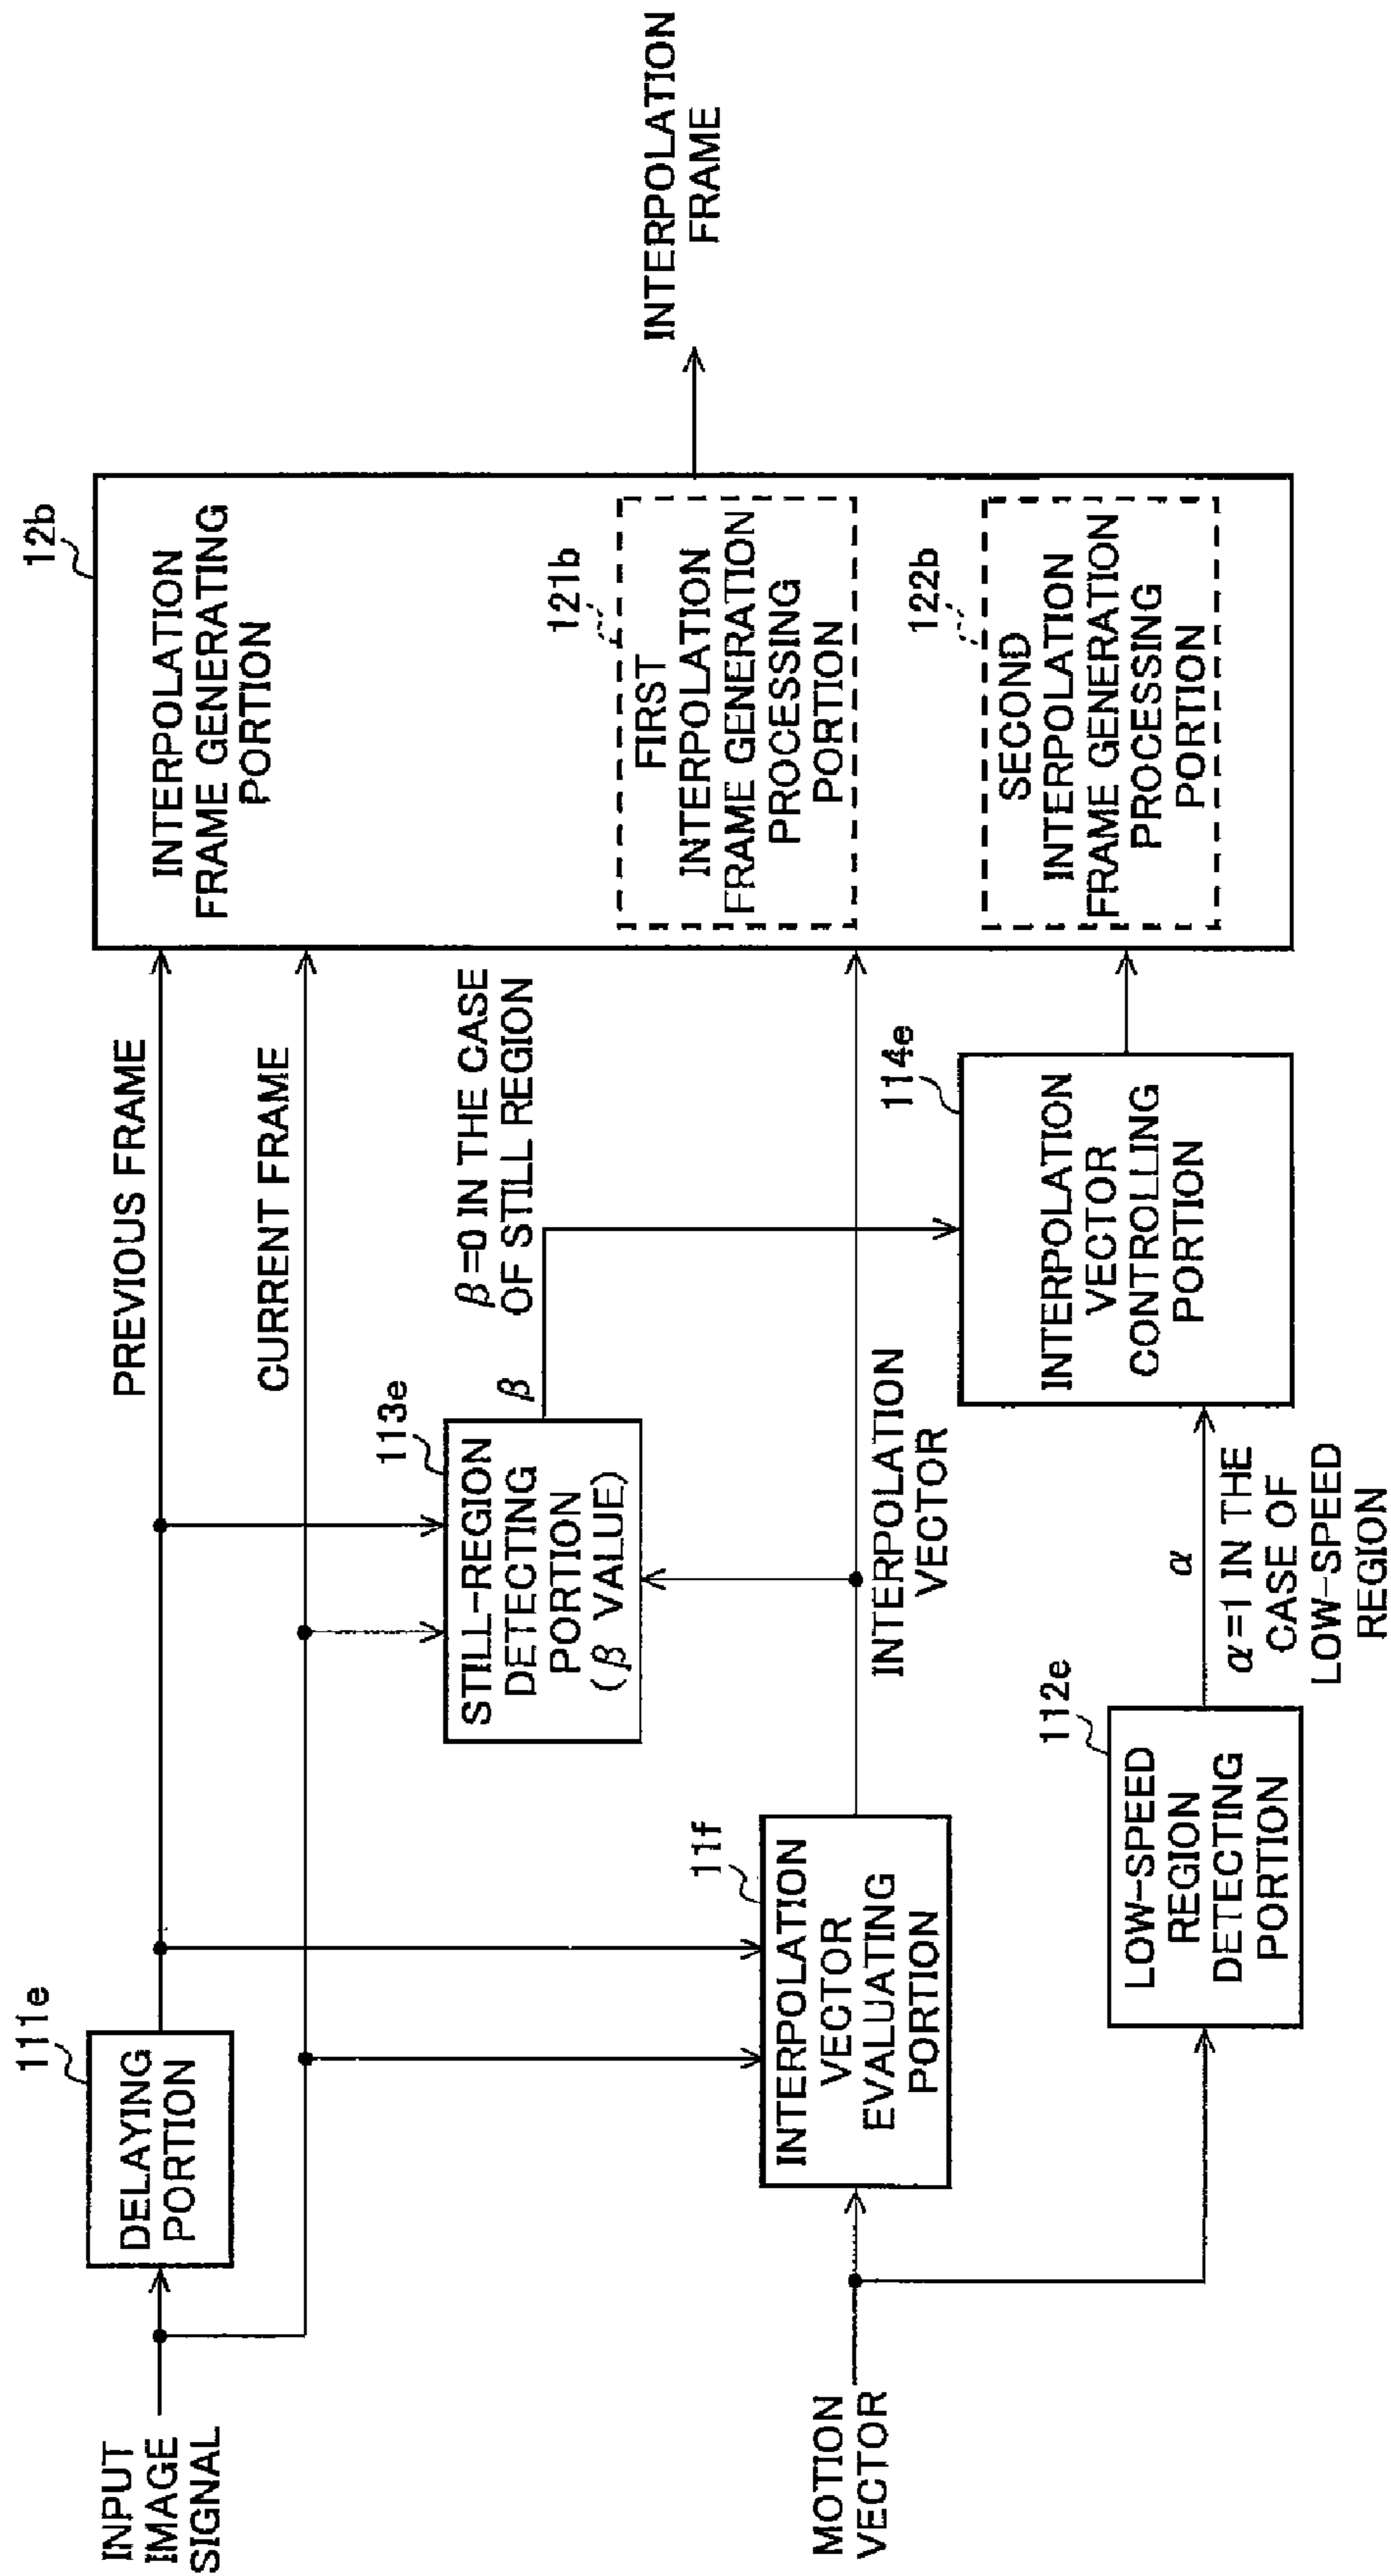 INPUT
IMAGE
SIGNAL
111e
DELAYING
PORTION
PREVIOUS FRAME
CURRENT FRAME
12b
INTERPOLATION
FRAME GENERATING
PORTION
121b
FIRST
INTERPOLATION
FRAME GENERATION
PROCESSING
PORTION
122b
SECOND
INTERPOLATION
FRAME GENERATION
PROCESSING
PORTION
INTERPOLATION
FRAME
113e
STILL-REGION
DETECTING
PORTION
(β VALUE)
β
β=0 IN THE CASE
OF STILL REGION
MOTION
VECTOR
11f
INTERPOLATION
VECTOR
EVALUATING
PORTION
INTERPOLATION
VECTOR
112e
LOW-SPEED
REGION
DETECTING
PORTION
α
α=1 IN THE
CASE OF
LOW-SPEED
REGION
114e
INTERPOLATION
VECTOR
CONTROLLING
PORTION